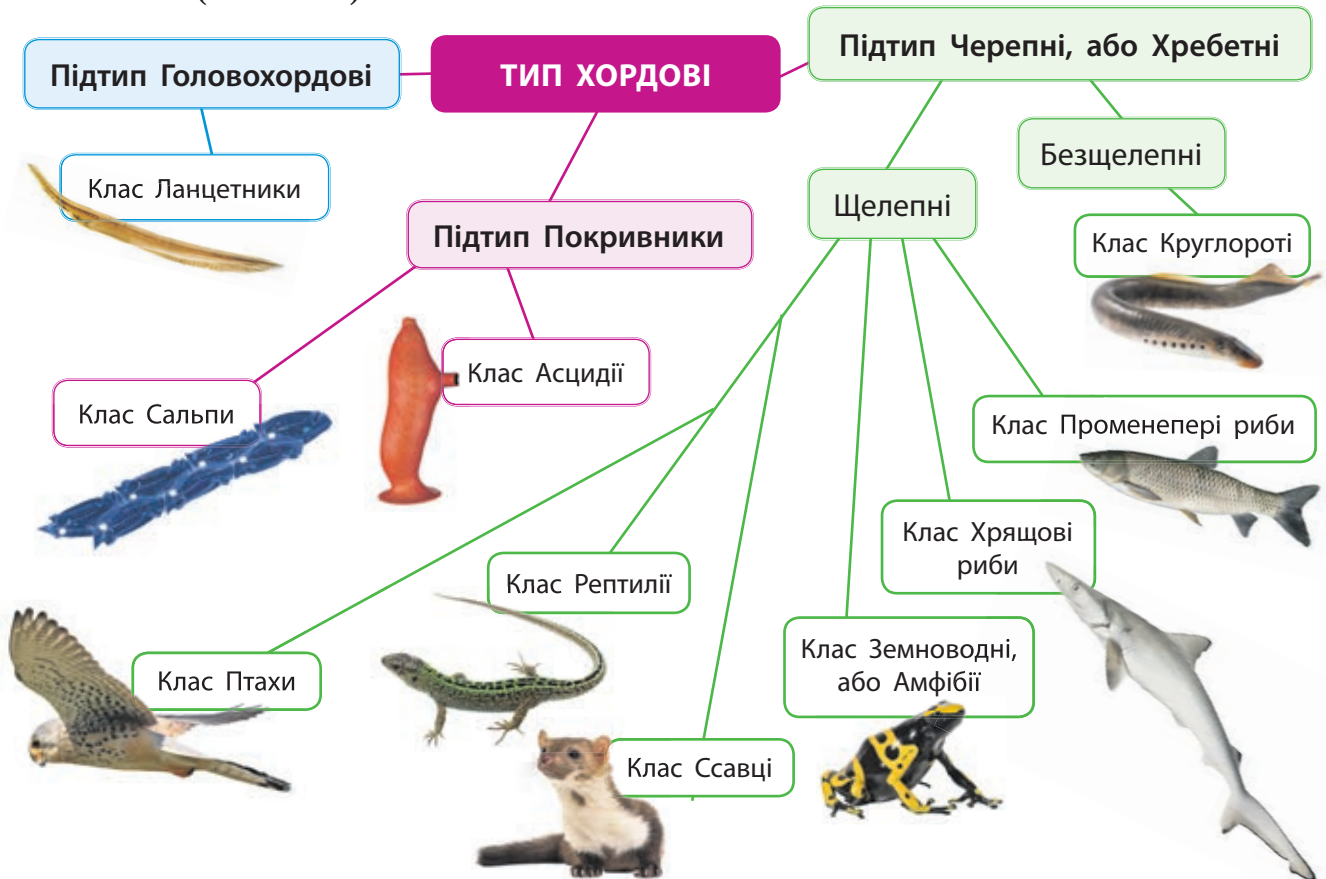 Підтип Головохордові
ТИП ХОРДОВІ
Підтип Черепні, або Хребетні
Клас Ланцетники
Підтип Покривники
Щелепні
Безщелепні
Клас Круглороті
Клас Сальпи
Клас Асцидії
Клас Променепері риби
Клас Хрящові
риби
Клас Рептилії
Клас Птахи
Клас Земноводні,
або Амфібії
Клас Ссавці